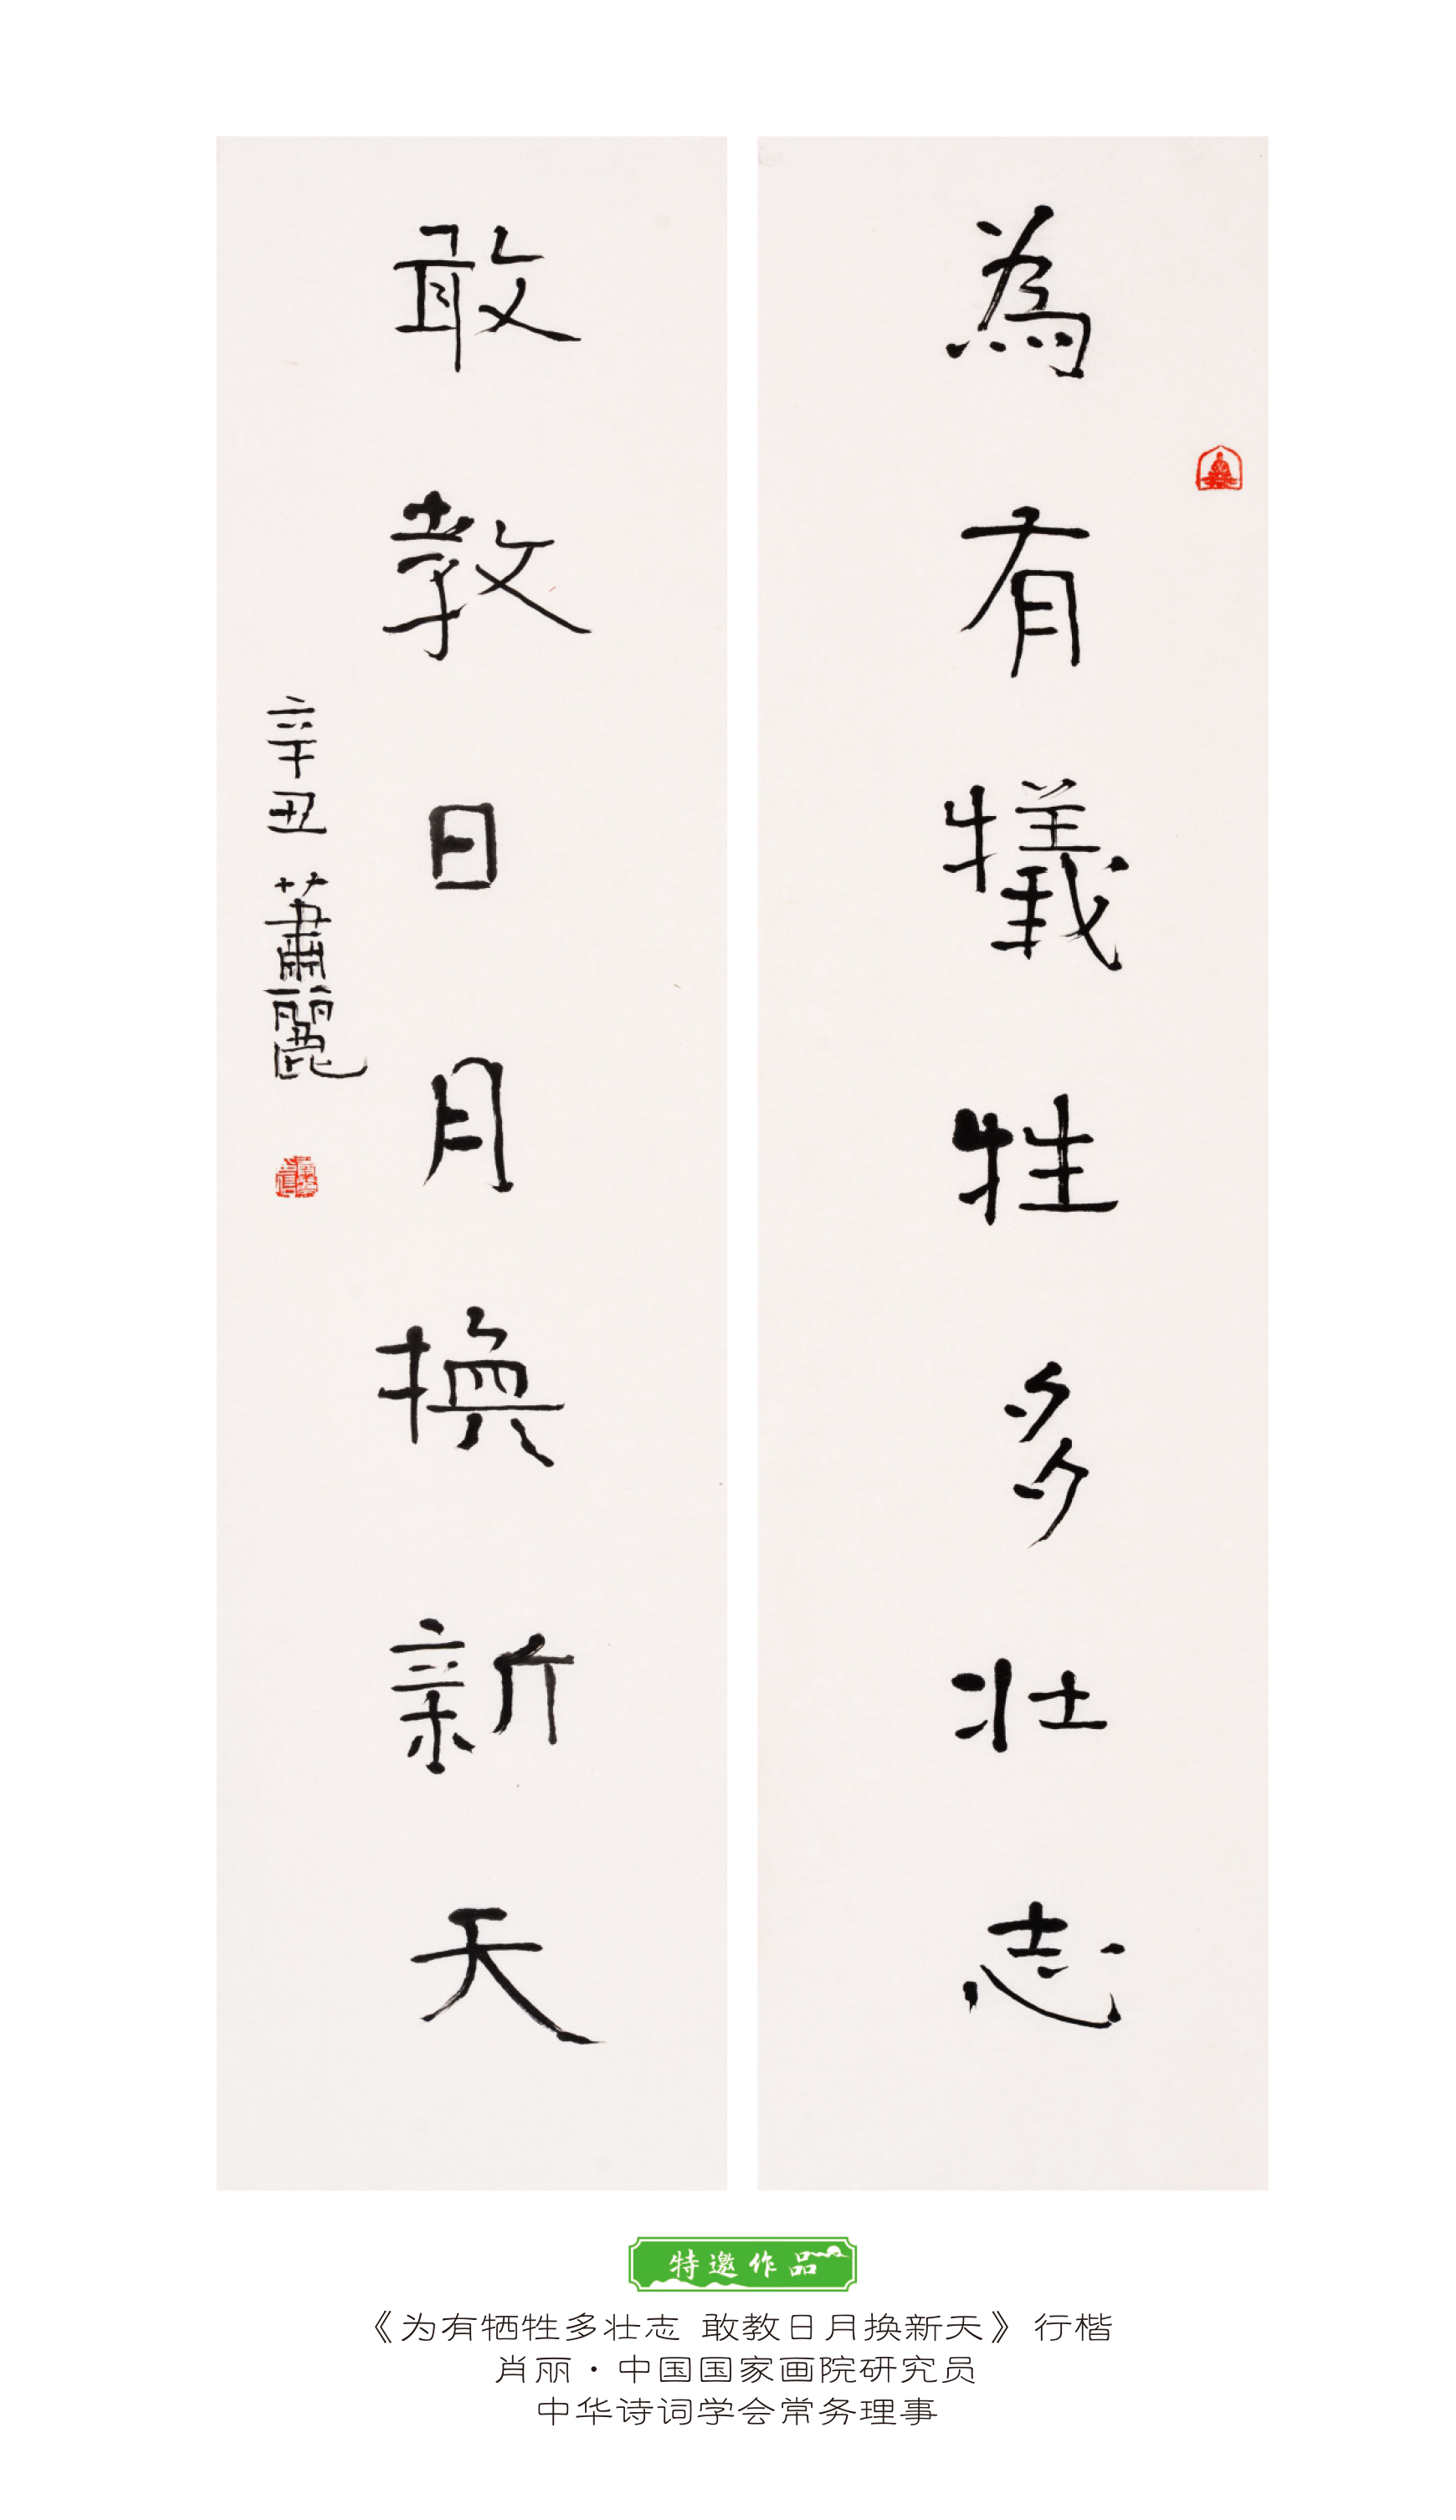 為有犠牲多壮志
敢教日月換新天
辛丑 蕭麗
特邀作品
《为有牺牲多壮志 敢教日月换新天》 行楷
肖丽·中国国家画院研究员
中华诗词学会常务理事